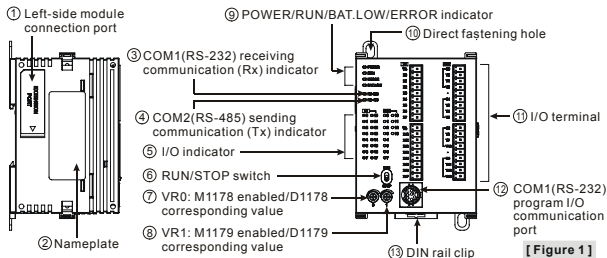 ① Left-side module
connection port
EXTENSION
PORT
② Nameplate
③ COM1(RS-232) receiving
communication (Rx) indicator
④ COM2(RS-485) sending
communication (Tx) indicator
⑤ I/O indicator
⑥ RUN/STOP switch
⑦ VR0: M1178 enabled/D1178
corresponding value
⑧ VR1: M1179 enabled/D1179
corresponding value
⑨ POWER/RUN/BAT.LOW/ERROR indicator
⑩ Direct fastening hole
⑪ I/O terminal
⑫ COM1(RS-232)
program I/O
communication
port
⑬ DIN rail clip
[ Figure 1 ]